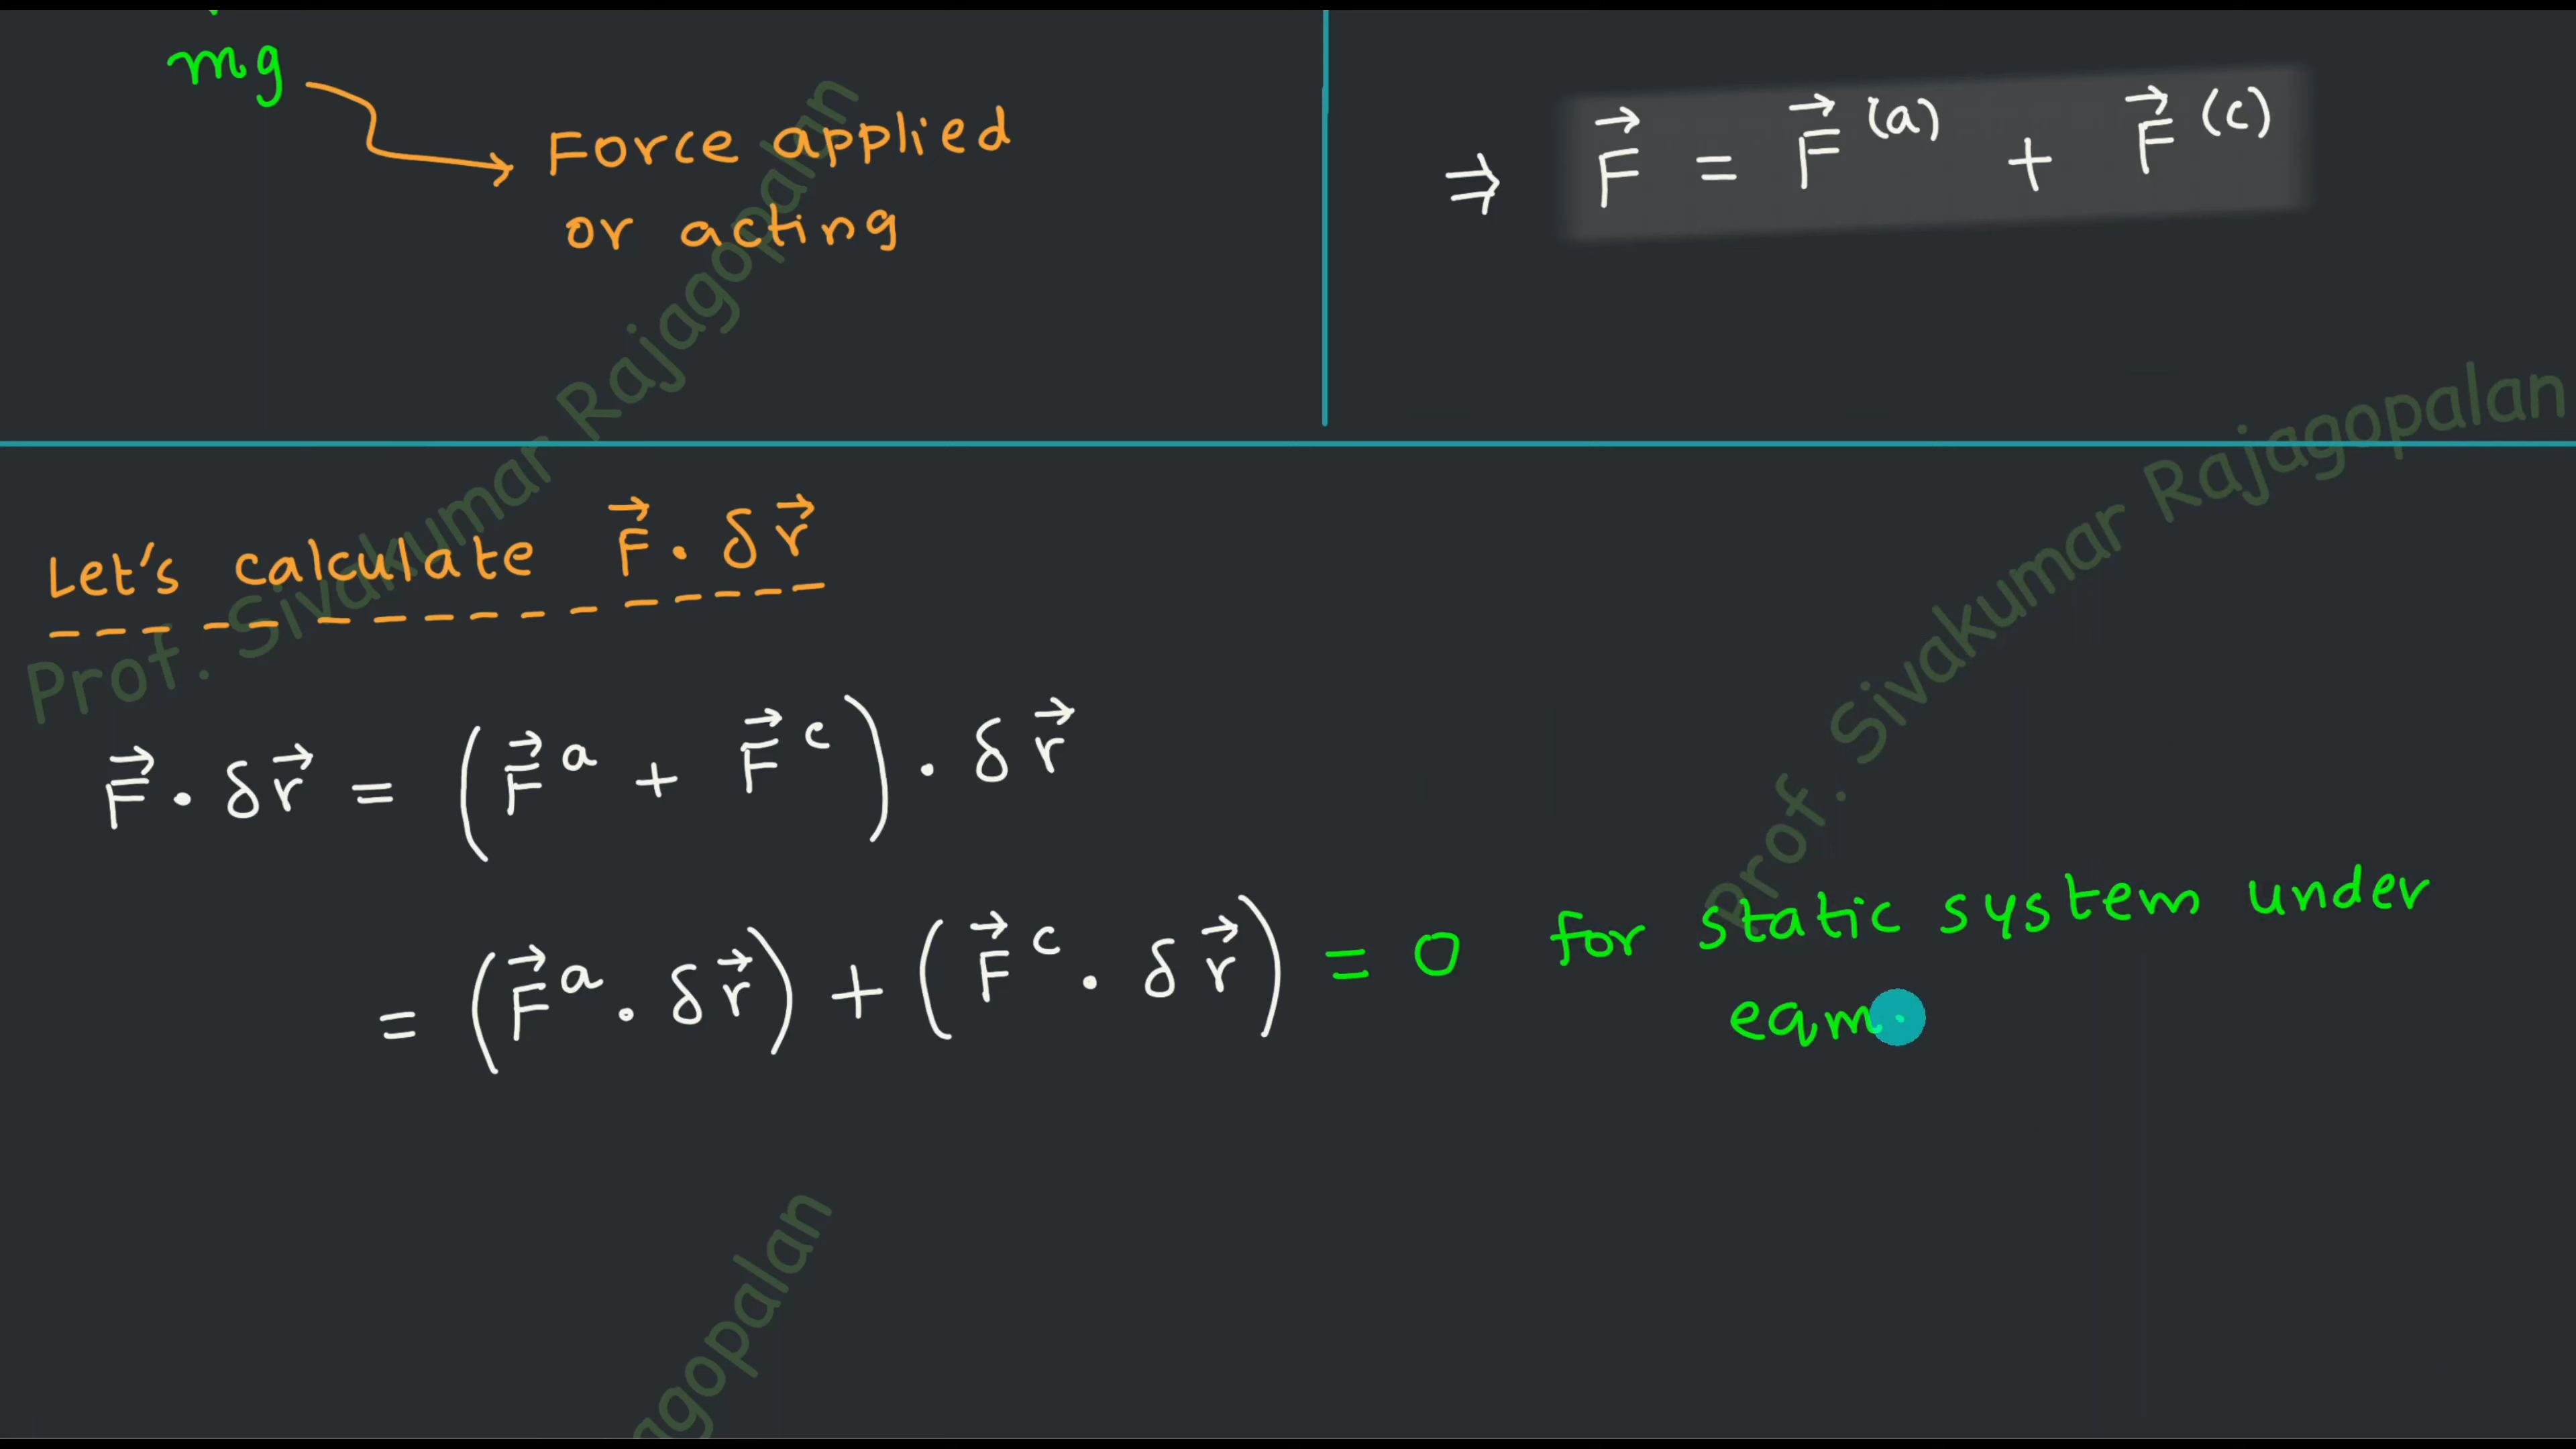 mg
Force applied
or acting
⇒ F⃗ = F⃗⁽ᵃ⁾ + F⃗⁽ᶜ⁾
Let's calculate F⃗ · δr⃗
F⃗ · δr⃗ = (F⃗ᵃ + F⃗ᶜ) · δr⃗
= (F⃗ᵃ · δr⃗) + (F⃗ᶜ · δr⃗) = 0 for static system under
eqm.
Prof. Sivakumar Rajagopalan
Prof. Sivakumar Rajagopalan
agopalan